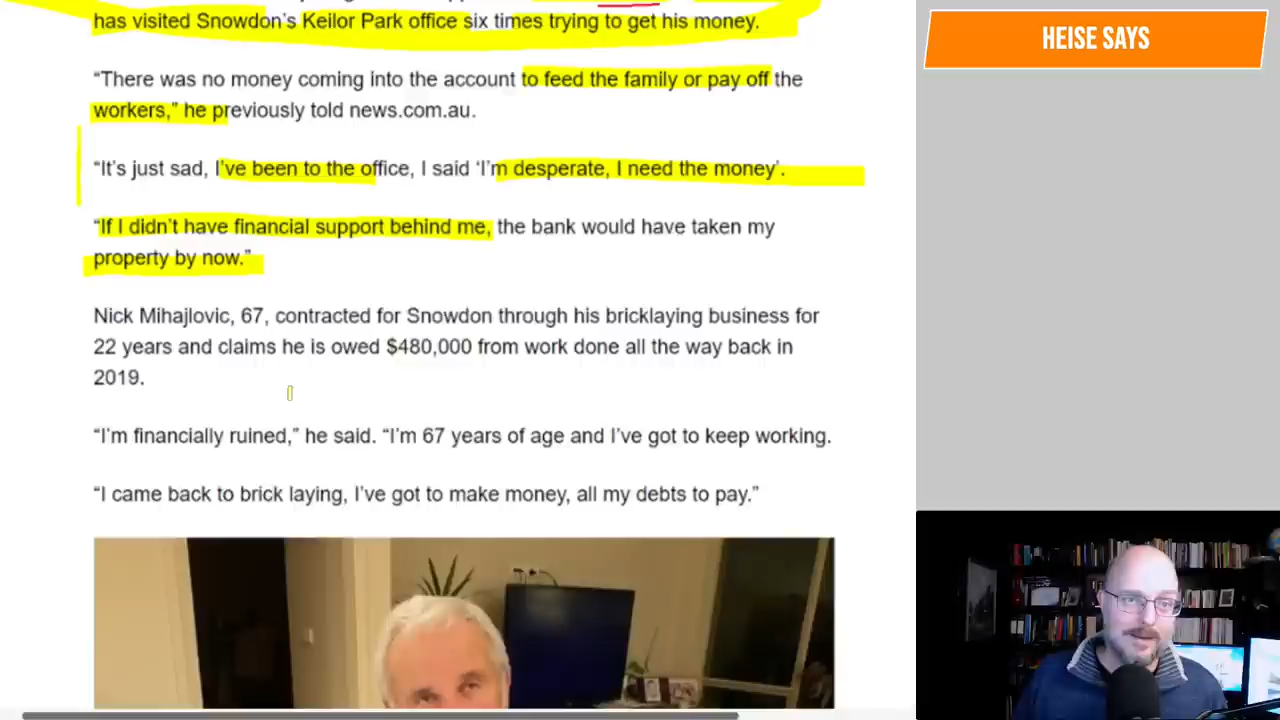 has visited Snowdon's Keilor Park office six times trying to get his money.
“There was no money coming into the account to feed the family or pay off the
workers,” he previously told news.com.au.
“It’s just sad, I’ve been to the office, I said ‘I’m desperate, I need the money’.
“If I didn’t have financial support behind me, the bank would have taken my
property by now.”
Nick Mihajlovic, 67, contracted for Snowdon through his bricklaying business for
22 years and claims he is owed $480,000 from work done all the way back in
2019.
“I’m financially ruined,” he said. “I’m 67 years of age and I’ve got to keep working.
“I came back to brick laying, I’ve got to make money, all my debts to pay.”
HEISE SAYS